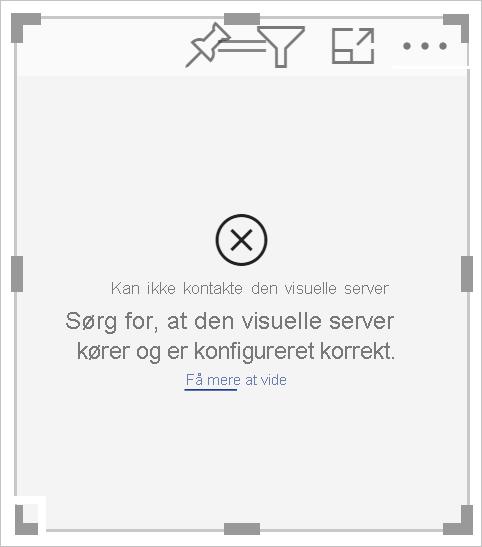 Kan ikke kontakte den visuelle server
Sørg for, at den visuelle server
kører og er konfigureret korrekt.
Få mere at vide